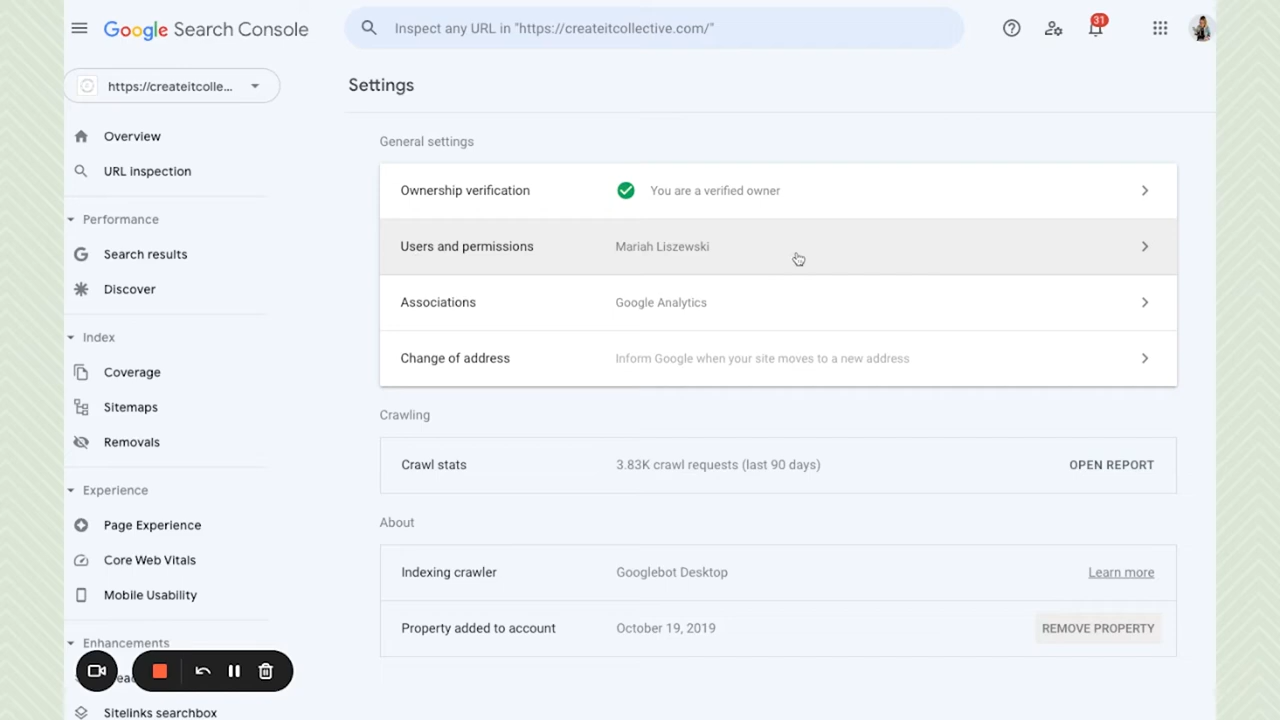 Google Search Console
Inspect any URL in "https://createitcollective.com/"
31
https://createitcolle...
Settings
Overview
URL inspection
Performance
Search results
Discover
Index
Coverage
Sitemaps
Removals
Experience
Page Experience
Core Web Vitals
Mobile Usability
Enhancements
Sitelinks searchbox
General settings
Ownership verification You are a verified owner
Users and permissions Mariah Liszewski
Associations Google Analytics
Change of address Inform Google when your site moves to a new address
Crawling
Crawl stats 3.83K crawl requests (last 90 days) OPEN REPORT
About
Indexing crawler Googlebot Desktop Learn more
Property added to account October 19, 2019 REMOVE PROPERTY